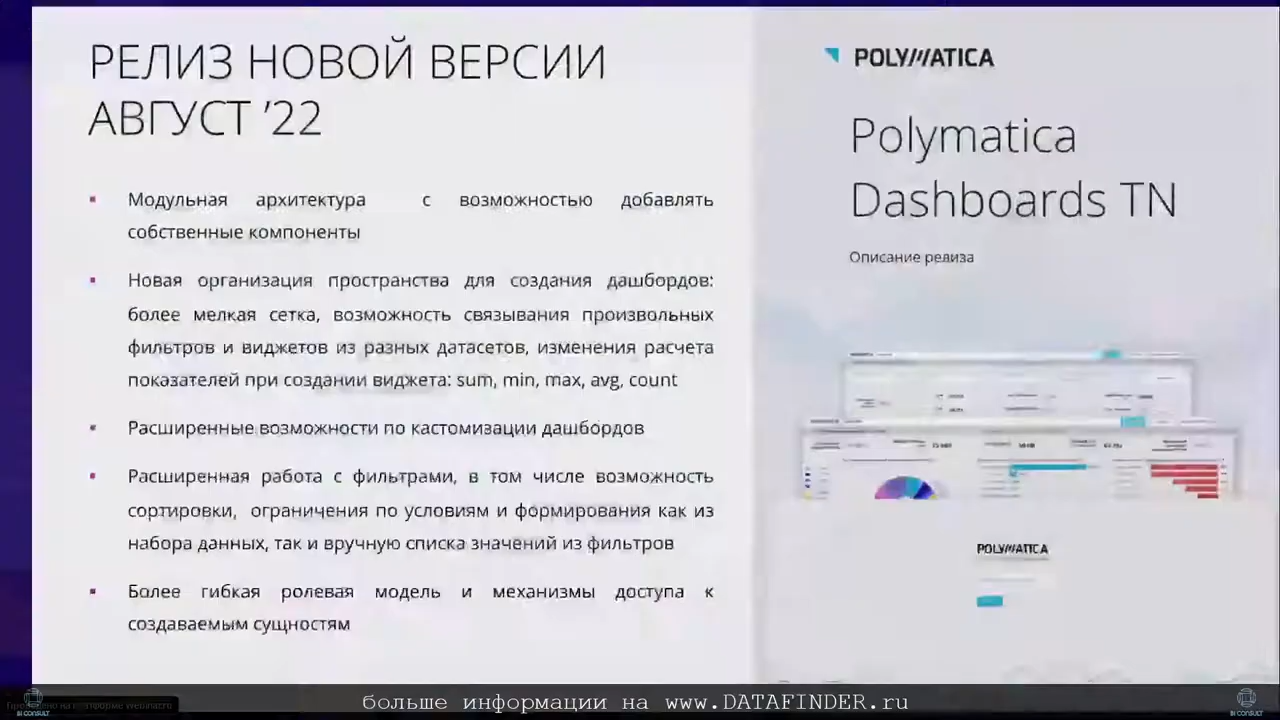 РЕЛИЗ НОВОЙ ВЕРСИИ
АВГУСТ '22
▪ Модульная архитектура с возможностью добавлять
собственные компоненты
▪ Новая организация пространства для создания дашбордов:
более мелкая сетка, возможность связывания произвольных
фильтров и виджетов из разных датасетов, изменения расчета
показателей при создании виджета: sum, min, max, avg, count
▪ Расширенные возможности по кастомизации дашбордов
▪ Расширенная работа с фильтрами, в том числе возможность
сортировки, ограничения по условиям и формирования как из
набора данных, так и вручную списка значений из фильтров
▪ Более гибкая ролевая модель и механизмы доступа к
создаваемым сущностям
POLYMATICA
Polymatica
Dashboards TN
Описание релиза
POLYMATICA
BI CONSULT
больше информации на www.DATAFINDER.ru
BI CONSULT